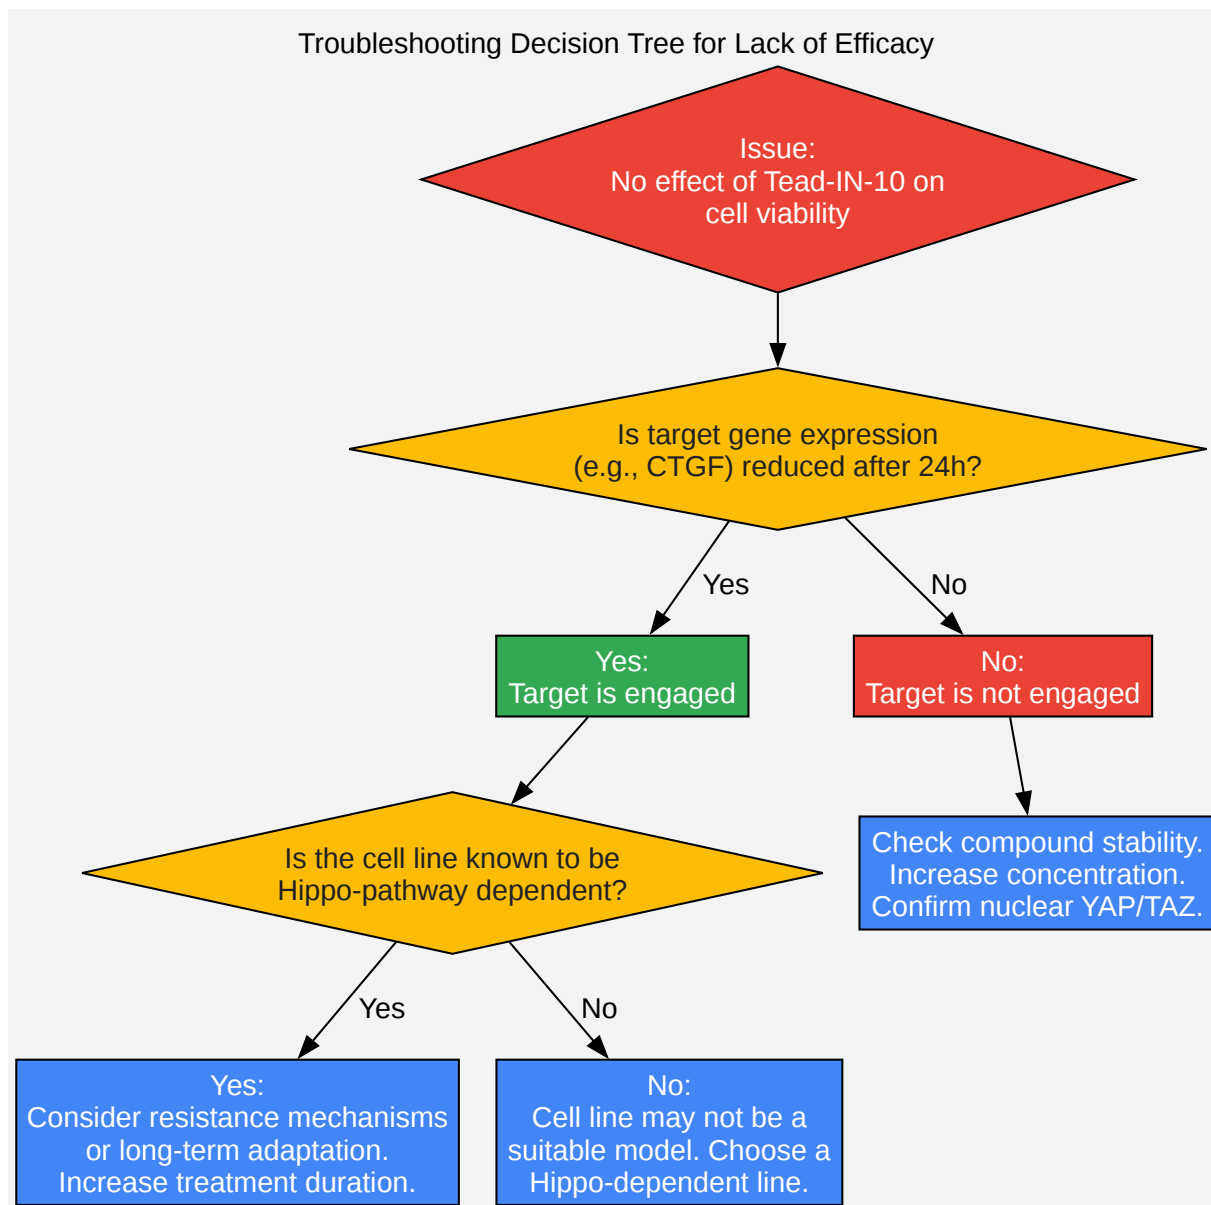 Troubleshooting Decision Tree for Lack of Efficacy
Issue:
No effect of Tead-IN-10 on
cell viability
Is target gene expression
(e.g., CTGF) reduced after 24h?
Yes
No
Yes:
Target is engaged
No:
Target is not engaged
Is the cell line known to be
Hippo-pathway dependent?
Check compound stability.
Increase concentration.
Confirm nuclear YAP/TAZ.
Yes
No
Yes:
Consider resistance mechanisms
or long-term adaptation.
Increase treatment duration.
No:
Cell line may not be a
suitable model. Choose a
Hippo-dependent line.